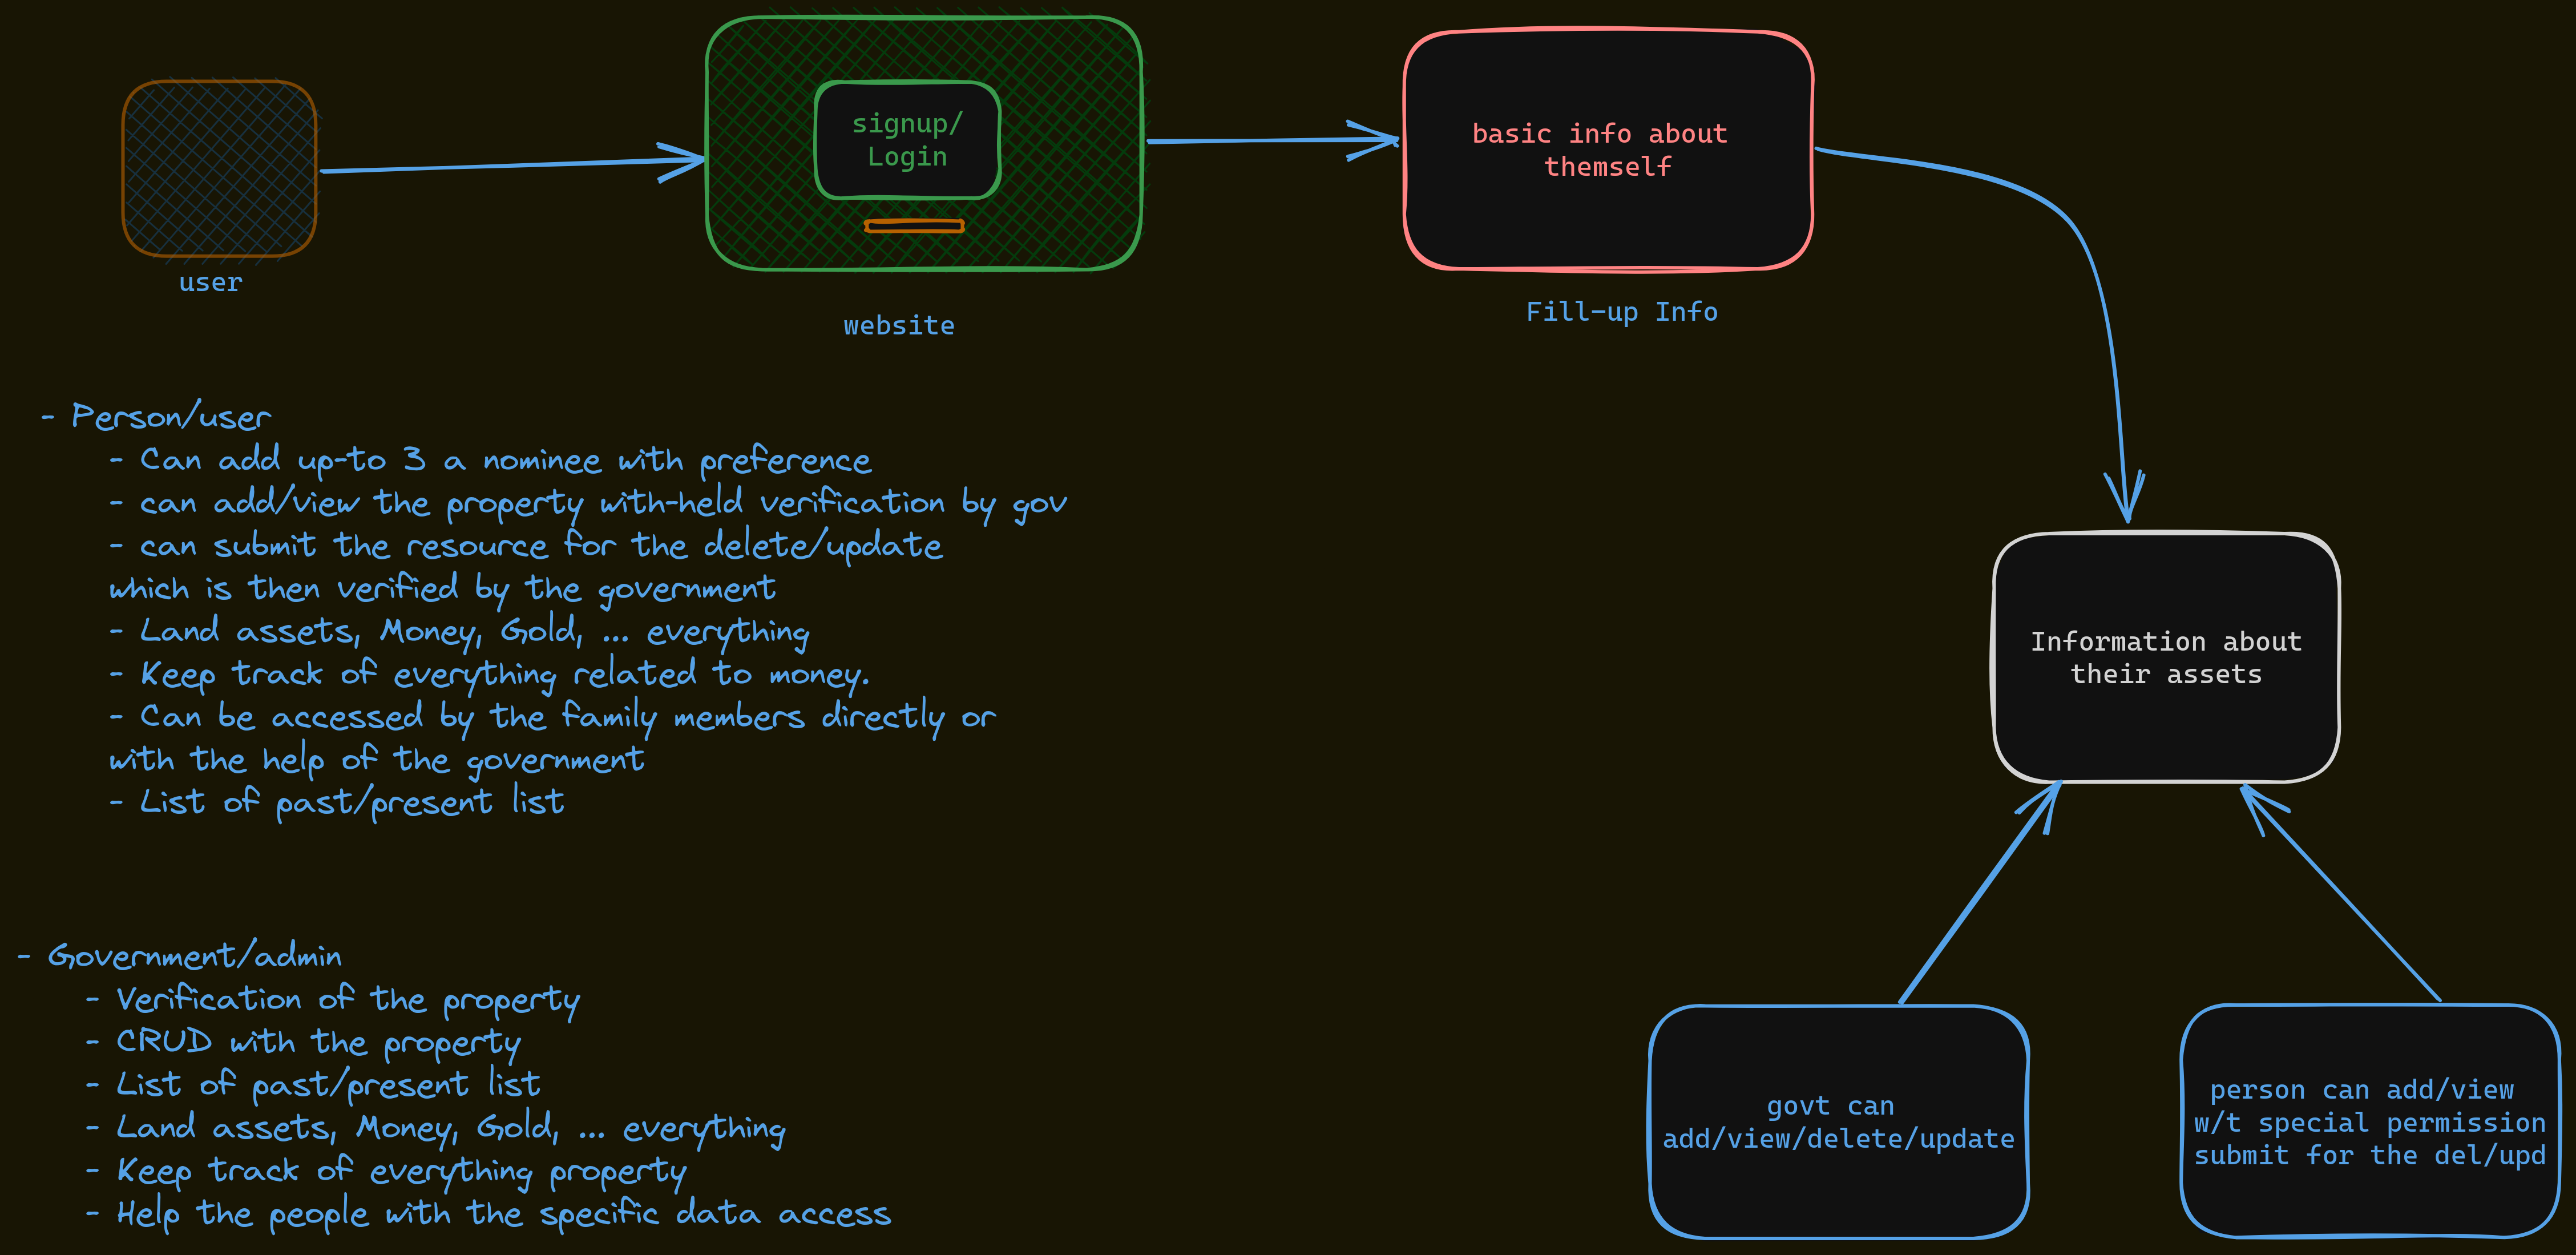 signup/
Login
user
website
basic info about
themself
Fill-up Info
- Person/user
- Can add up-to 3 a nominee with preference
- can add/view the property with-held verification by gov
- can submit the resource for the delete/update
which is then verified by the government
- Land assets, Money, Gold, ... everything
- Keep track of everything related to money.
- Can be accessed by the family members directly or
with the help of the government
- List of past/present list
Information about
their assets
- Government/admin
- Verification of the property
- CRUD with the property
- List of past/present list
- Land assets, Money, Gold, ... everything
- Keep track of everything property
- Help the people with the specific data access
govt can
add/view/delete/update
person can add/view
w/t special permission
submit for the del/upd